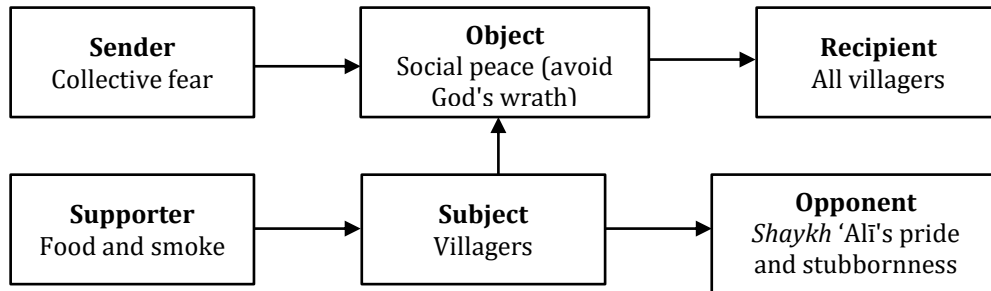 Sender
Collective fear
Object
Social peace (avoid
God's wrath)
Recipient
All villagers
Supporter
Food and smoke
Subject
Villagers
Opponent
Shaykh ‘Alī's pride
and stubbornness